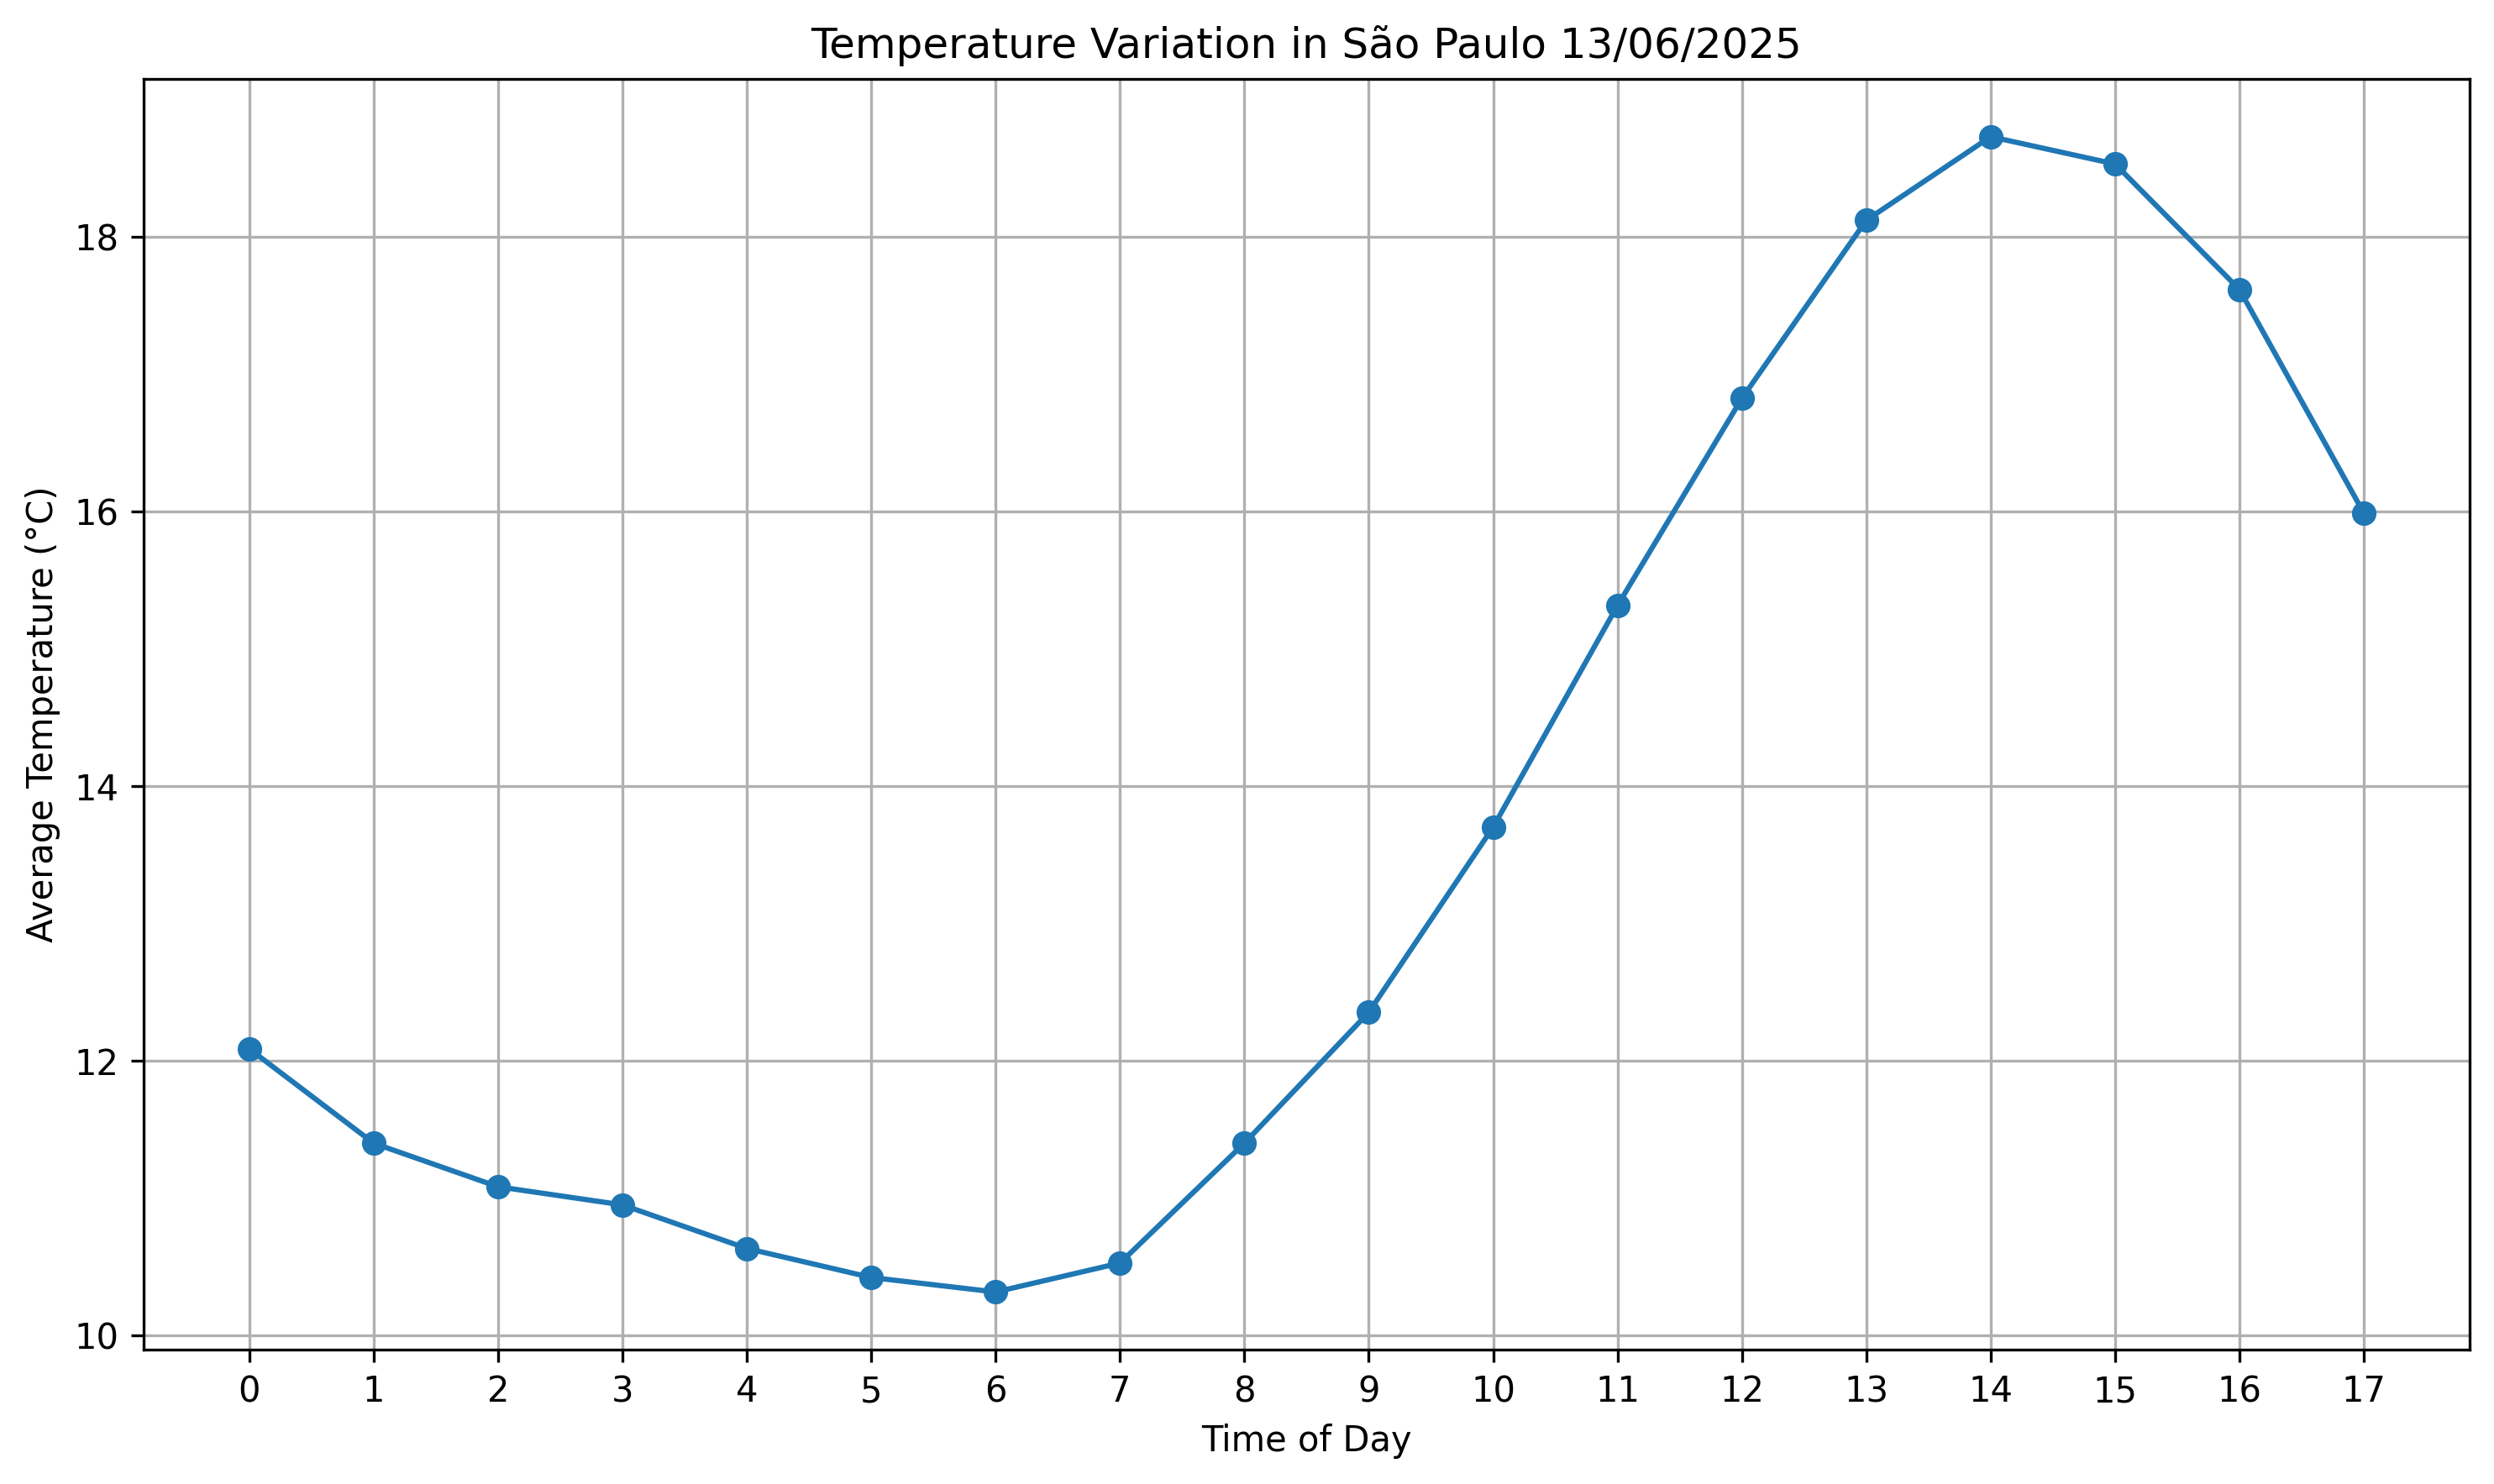 Temperature Variation in São Paulo 13/06/2025
18
16
14
12
10
Average Temperature (°C)
0 1 2 3 4 5 6 7 8 9 10 11 12 13 14 15 16 17
Time of Day